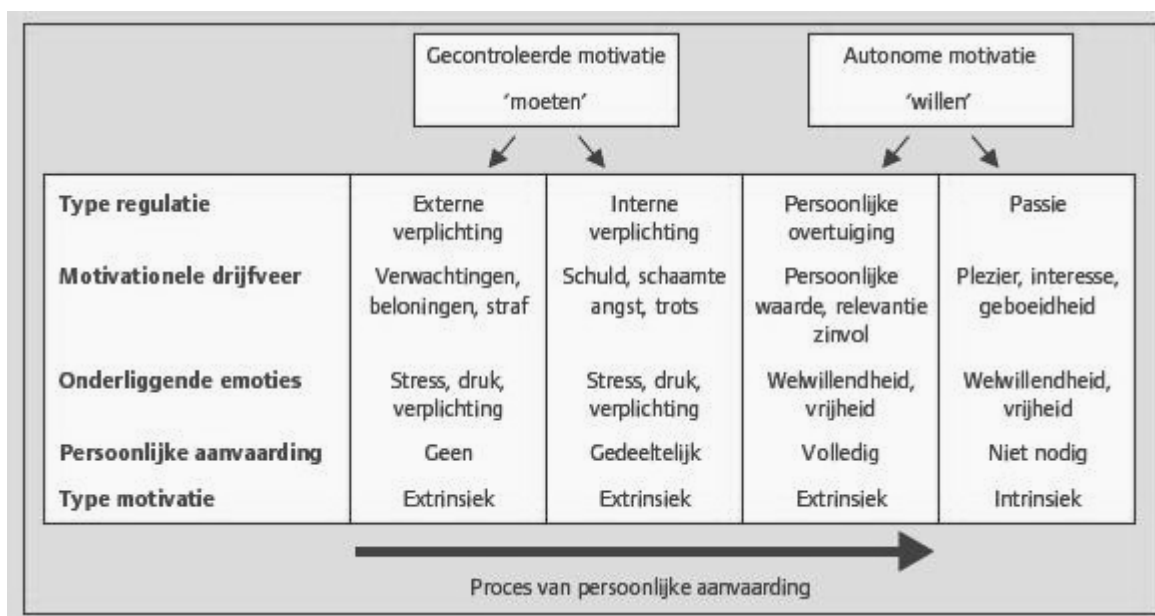 Gecontroleerde motivatie
'moeten'
Autonome motivatie
'willen'
Type regulatie
Externe
verplichting
Interne
verplichting
Persoonlijke
overtuiging
Passie
Motivationele drijfveer
Verwachtingen,
beloningen, straf
Schuld, schaamte
angst, trots
Persoonlijke
waarde, relevantie
zinvol
Plezier, interesse,
geboeidheid
Onderliggende emoties
Stress, druk,
verplichting
Stress, druk,
verplichting
Welwillendheid,
vrijheid
Welwillendheid,
vrijheid
Persoonlijke aanvaarding
Geen
Gedeeltelijk
Volledig
Niet nodig
Type motivatie
Extrinsiek
Extrinsiek
Extrinsiek
Intrinsiek
Proces van persoonlijke aanvaarding